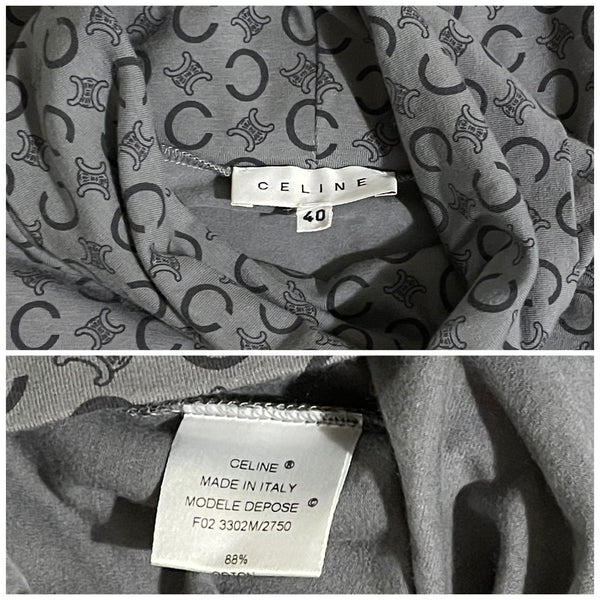 CELINE
40
CELINE ®
MADE IN ITALY
MODELE DEPOSE ©
F02 3302M/2750
88%